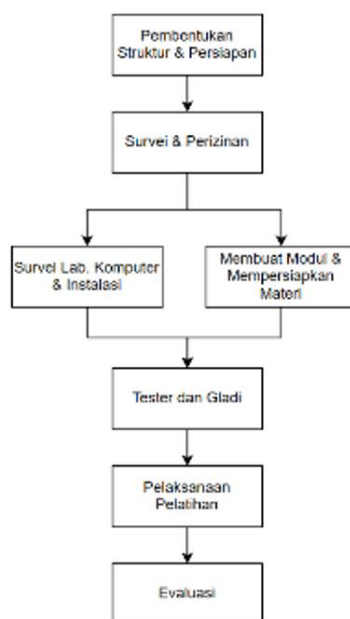 Pembentukan
Struktur & Persiapan
Survei & Perizinan
Survei Lab. Komputer
& Instalasi
Membuat Modul &
Mempersiapkan
Materi
Tester dan Gladi
Pelaksanaan
Pelatihan
Evaluasi